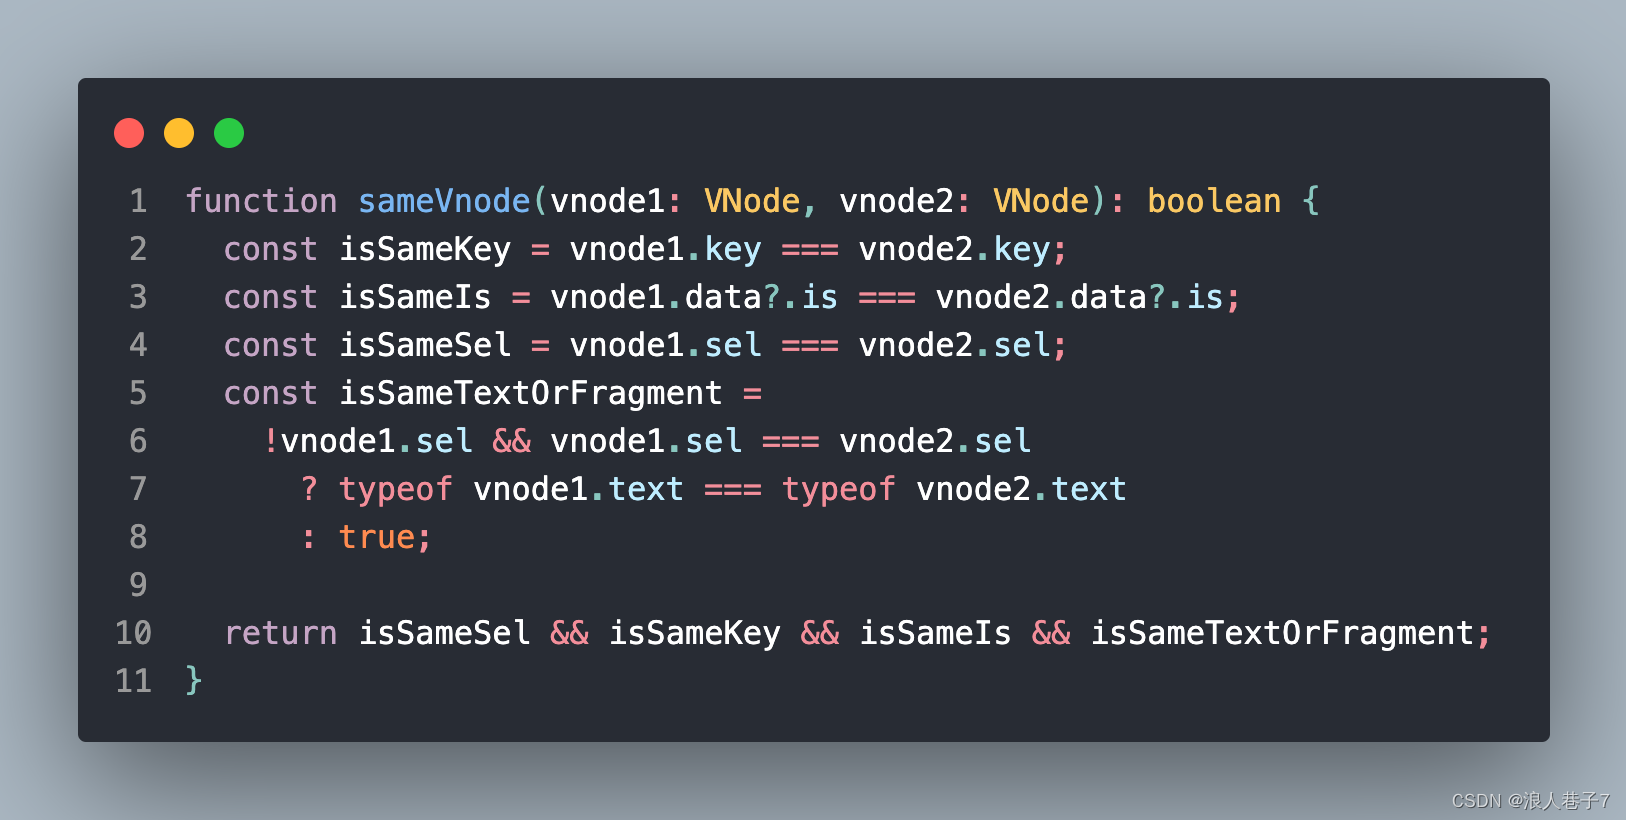 1 function sameVnode(vnode1: VNode, vnode2: VNode): boolean {
2 const isSameKey = vnode1.key === vnode2.key;
3 const isSameIs = vnode1.data?.is === vnode2.data?.is;
4 const isSameSel = vnode1.sel === vnode2.sel;
5 const isSameTextOrFragment =
6 !vnode1.sel && vnode1.sel === vnode2.sel
7 ? typeof vnode1.text === typeof vnode2.text
8 : true;
9
10 return isSameSel && isSameKey && isSameIs && isSameTextOrFragment;
11 }
CSDN @浪人巷子7